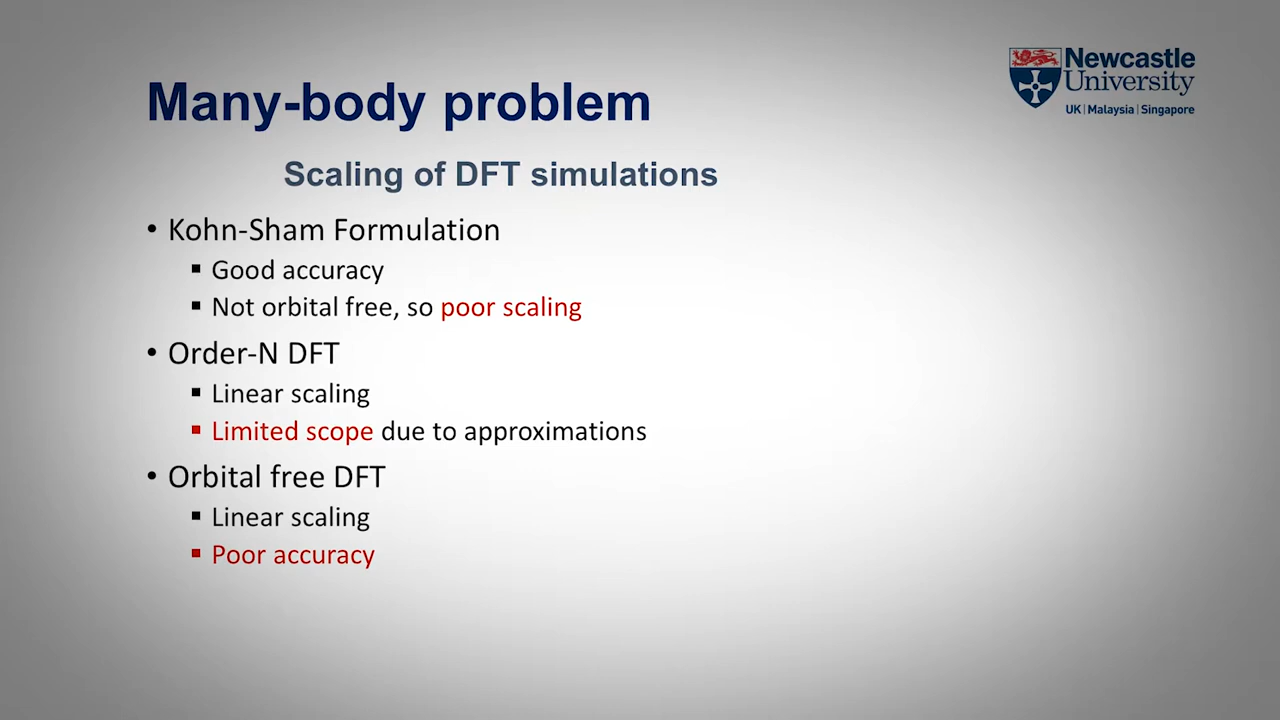 Newcastle
University
UK | Malaysia | Singapore
Many-body problem
Scaling of DFT simulations
• Kohn-Sham Formulation
▪ Good accuracy
▪ Not orbital free, so poor scaling
• Order-N DFT
▪ Linear scaling
▪ Limited scope due to approximations
• Orbital free DFT
▪ Linear scaling
▪ Poor accuracy